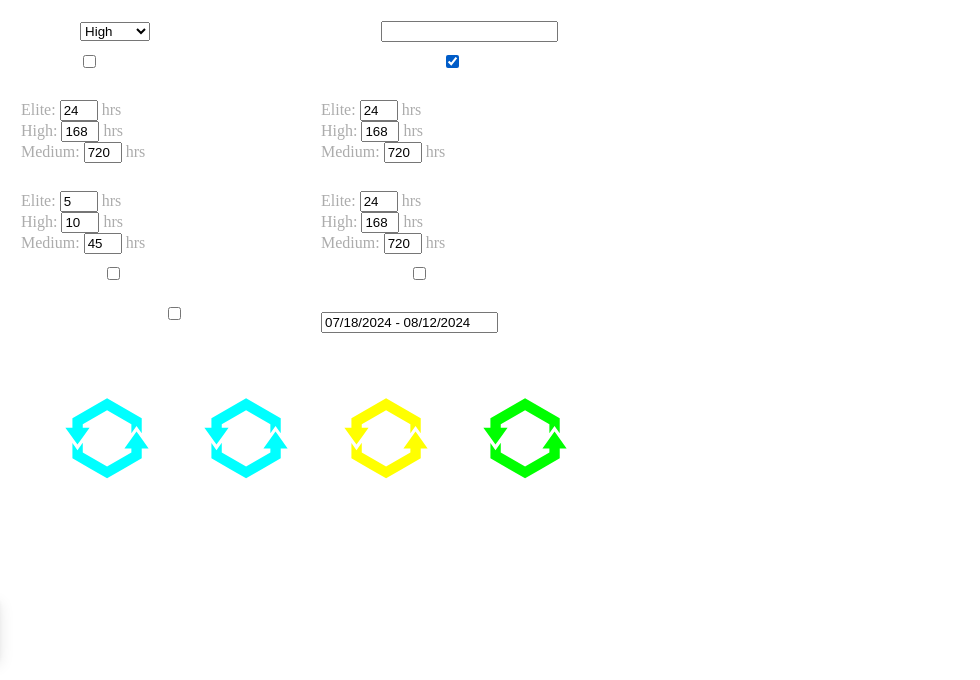 High
Elite: 24 hrs
High: 168 hrs
Medium: 720 hrs
Elite: 24 hrs
High: 168 hrs
Medium: 720 hrs
Elite: 5 hrs
High: 10 hrs
Medium: 45 hrs
Elite: 24 hrs
High: 168 hrs
Medium: 720 hrs
07/18/2024 - 08/12/2024